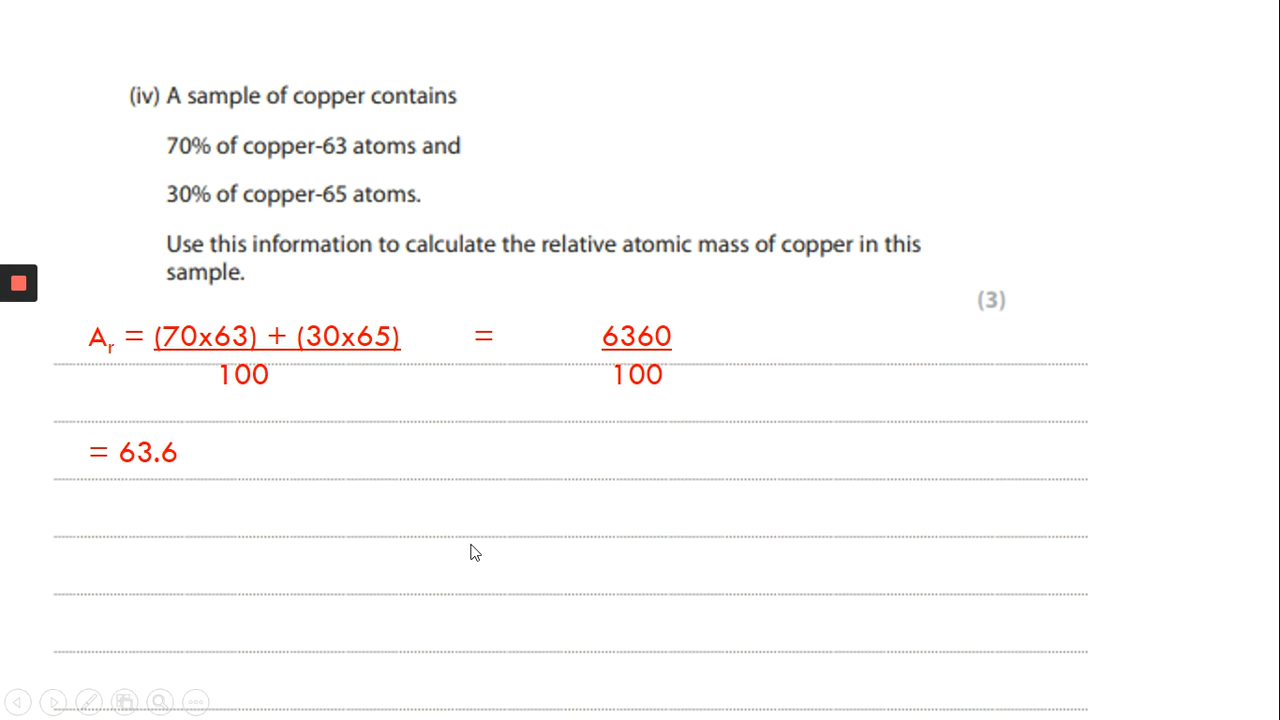 (iv) A sample of copper contains
70% of copper-63 atoms and
30% of copper-65 atoms.
Use this information to calculate the relative atomic mass of copper in this
sample.
(3)
Ar = (70x63) + (30x65) = 6360
100 100
= 63.6